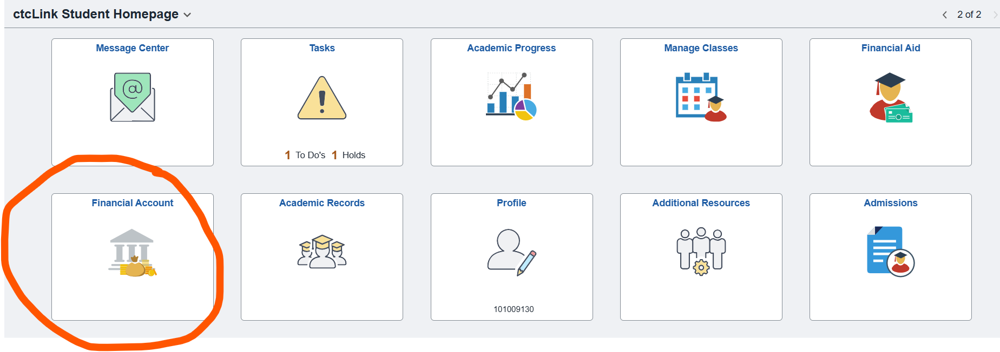 ctcLink Student Homepage
2 of 2
Message Center
Tasks
Academic Progress
Manage Classes
Financial Aid
@
1 To Do's 1 Holds
Financial Account
Academic Records
Profile
Additional Resources
Admissions
101009130